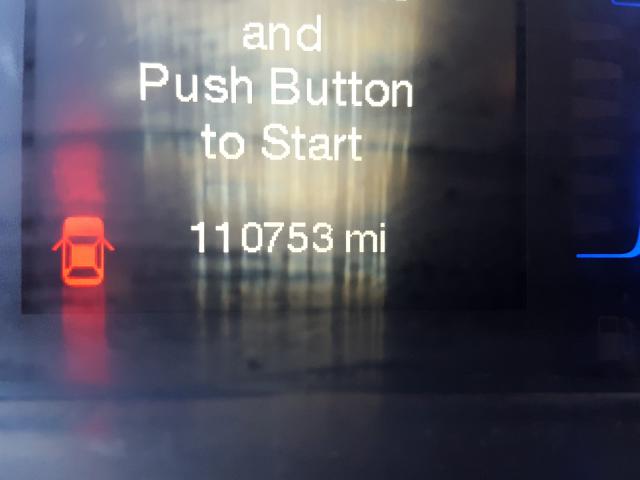 and
Push Button
to Start
110753 mi